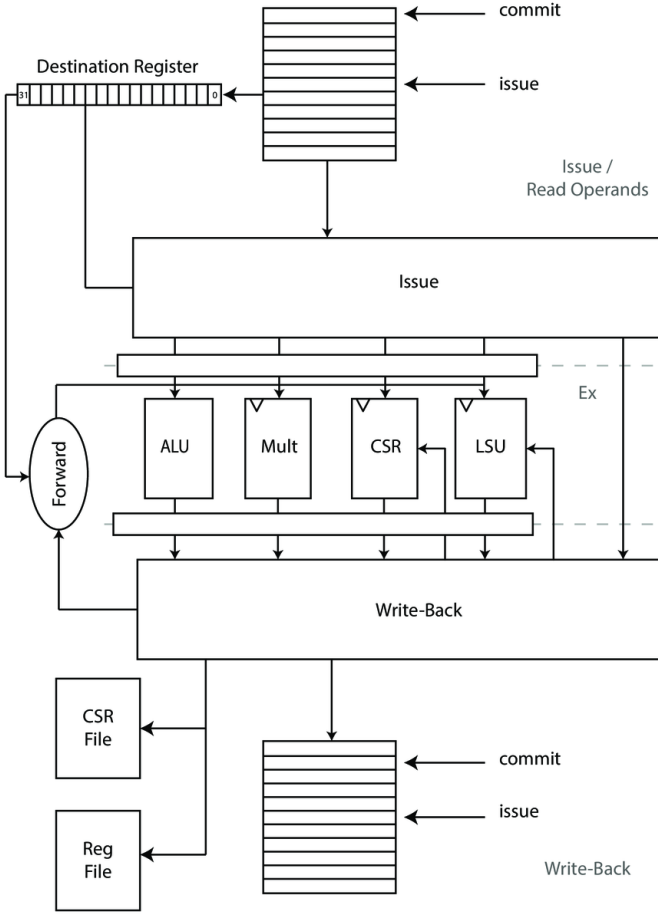 commit
Destination Register
31
0
issue
Issue /
Read Operands
Issue
Ex
ALU
Mult
CSR
LSU
Forward
Write-Back
CSR
File
commit
issue
Reg
File
Write-Back